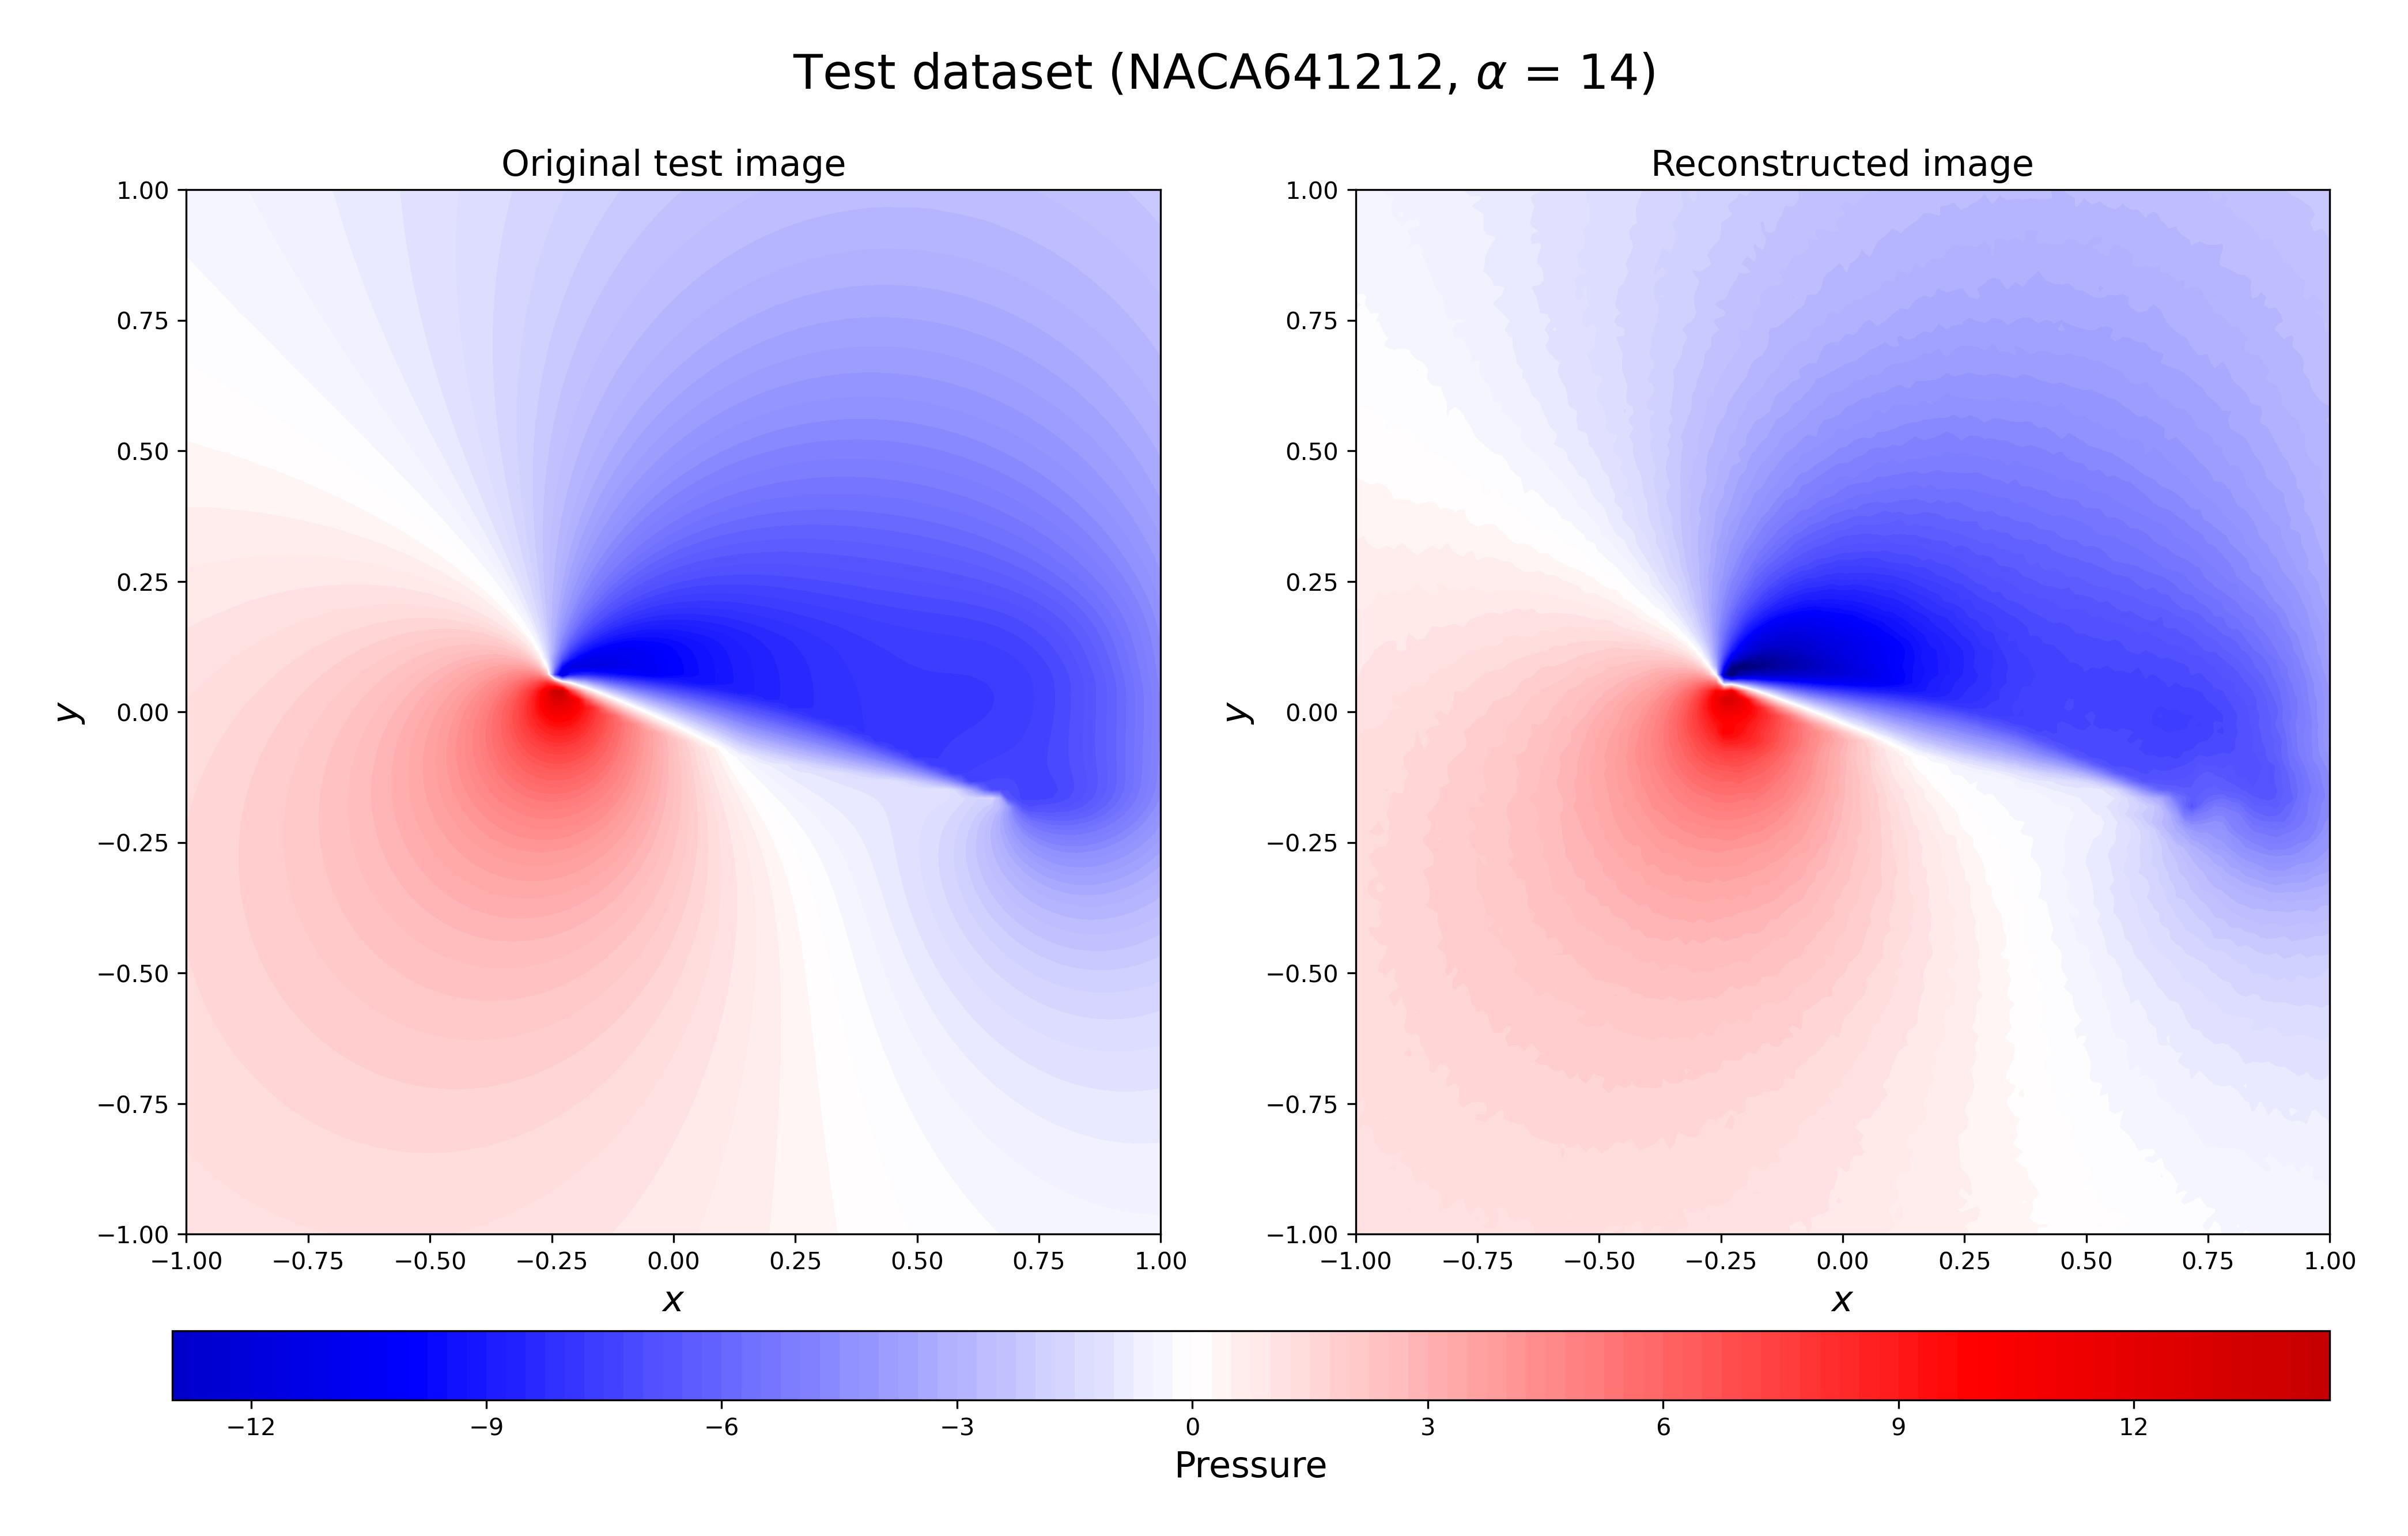 Test dataset (NACA641212, α = 14)
Original test image
Reconstructed image
1.00
0.75
0.50
0.25
0.00
−0.25
−0.50
−0.75
−1.00
y
−1.00 −0.75 −0.50 −0.25 0.00 0.25 0.50 0.75 1.00
x
1.00
0.75
0.50
0.25
0.00
−0.25
−0.50
−0.75
−1.00
y
−1.00 −0.75 −0.50 −0.25 0.00 0.25 0.50 0.75 1.00
x
−12 −9 −6 −3 0 3 6 9 12
Pressure